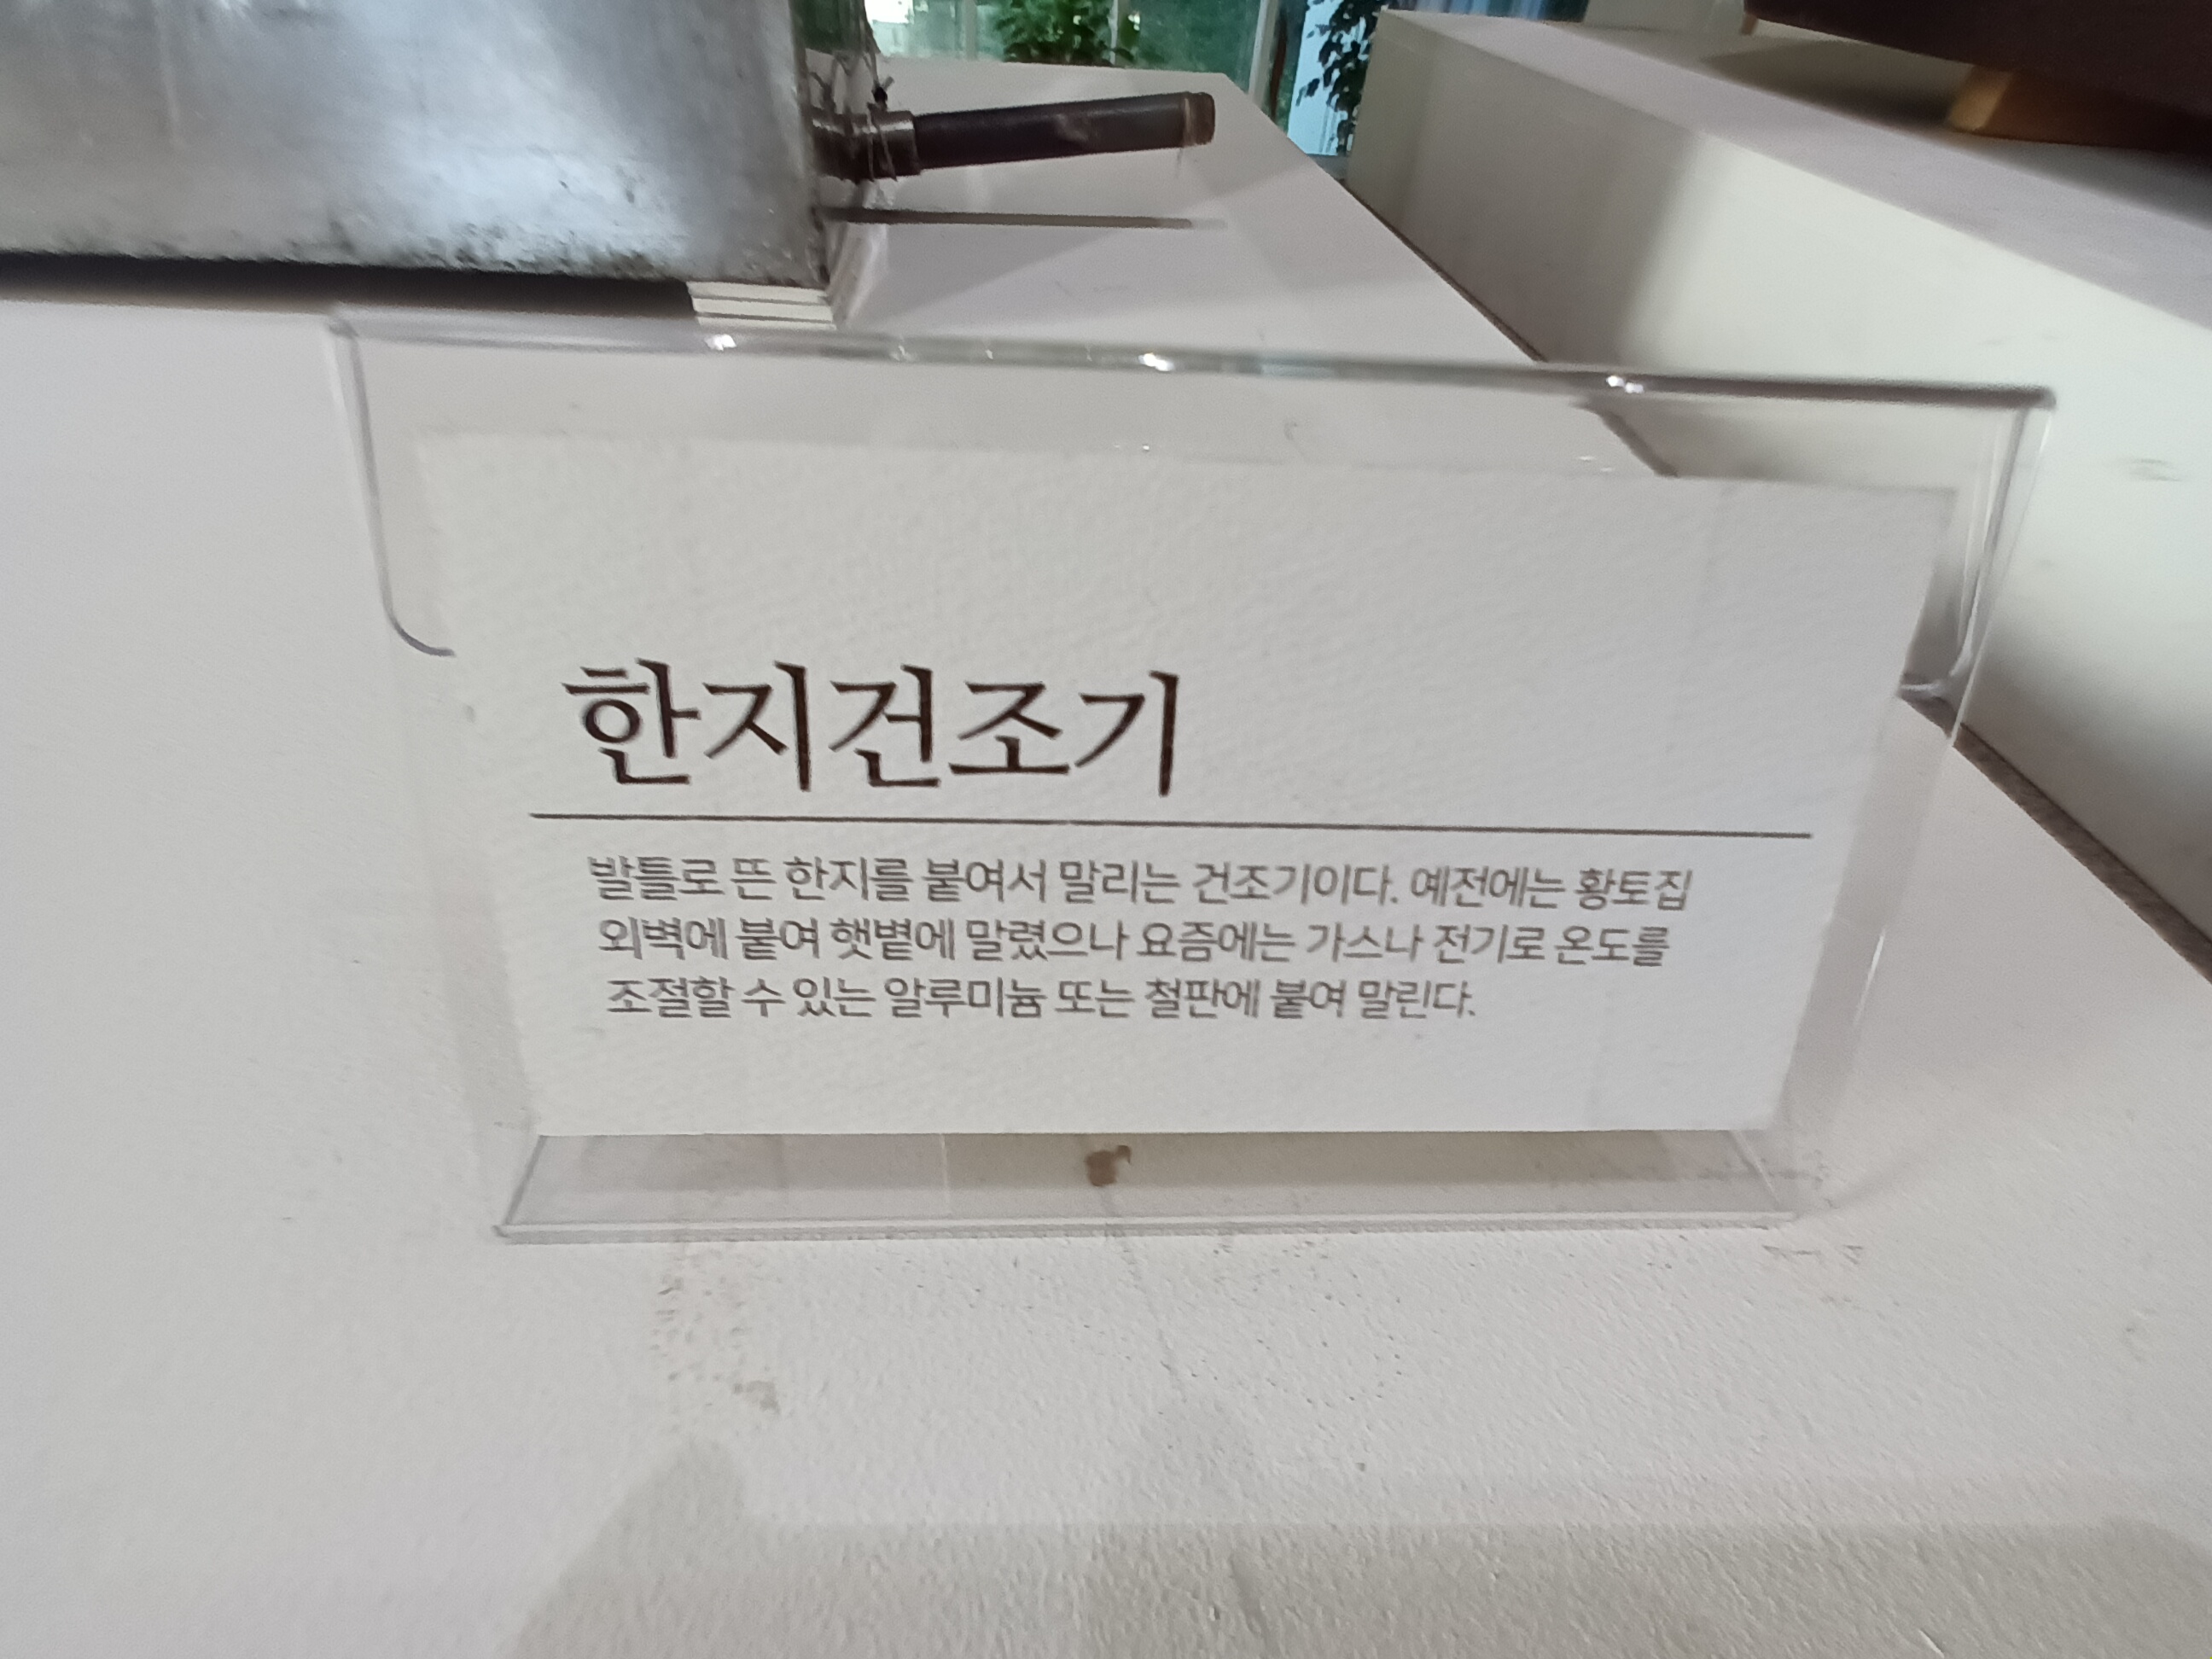 한지건조기
발틀로 뜬 한지를 붙여서 말리는 건조기이다. 예전에는 황토집
외벽에 붙여 햇볕에 말렸으나 요즘에는 가스나 전기로 온도를
조절할 수 있는 알루미늄 또는 철판에 붙여 말린다.